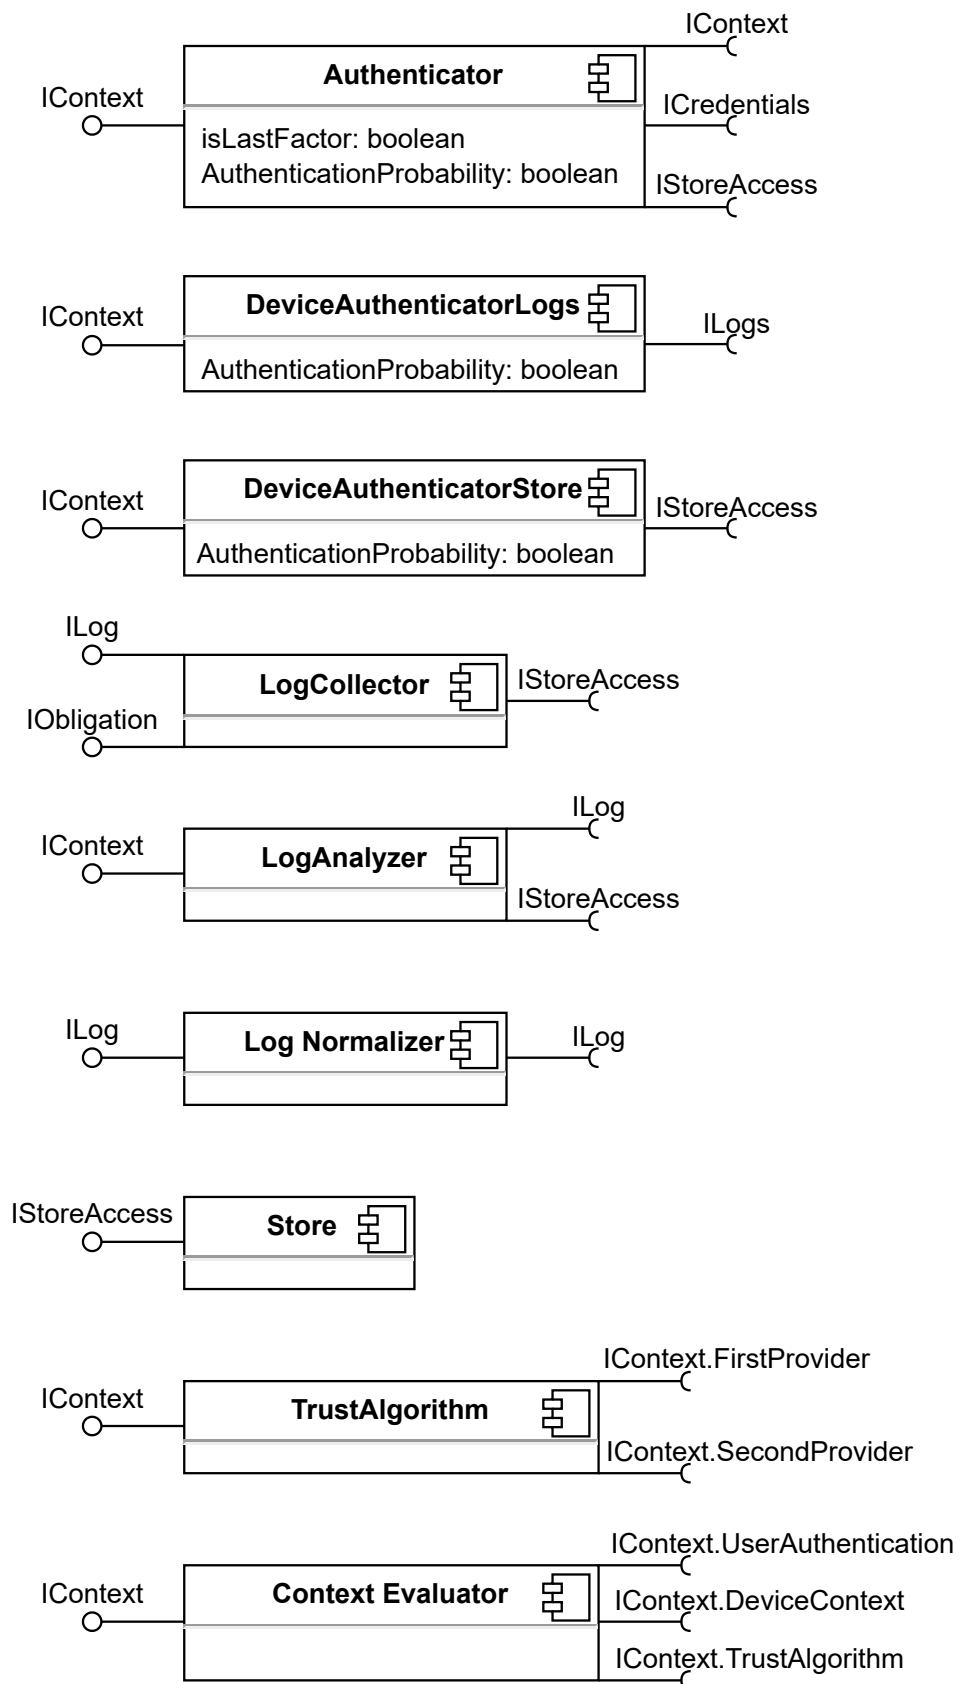 IContext
Authenticator
IContext
ICredentials
isLastFactor: boolean
AuthenticationProbability: boolean
IStoreAccess
DeviceAuthenticatorLogs
IContext
ILogs
AuthenticationProbability: boolean
DeviceAuthenticatorStore
IContext
IStoreAccess
AuthenticationProbability: boolean
ILog
LogCollector
IStoreAccess
IObligation
ILog
IContext
LogAnalyzer
IStoreAccess
ILog
Log Normalizer
ILog
IStoreAccess
Store
IContext.FirstProvider
IContext
TrustAlgorithm
IContext.SecondProvider
IContext.UserAuthentication
IContext
Context Evaluator
IContext.DeviceContext
IContext.TrustAlgorithm